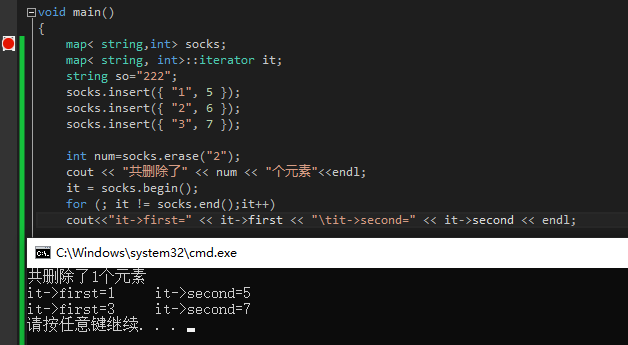 void main()
{
map< string,int> socks;
map< string, int>::iterator it;
string so="222";
socks.insert({ "1", 5 });
socks.insert({ "2", 6 });
socks.insert({ "3", 7 });
int num=socks.erase("2");
cout << "共删除了" << num << "个元素"<<endl;
it = socks.begin();
for (; it != socks.end();it++)
cout<<"it->first=" << it->first << "\tit->second=" << it->second << endl;
C:\Windows\system32\cmd.exe
共删除了1个元素
it->first=1 it->second=5
it->first=3 it->second=7
请按任意键继续. . .